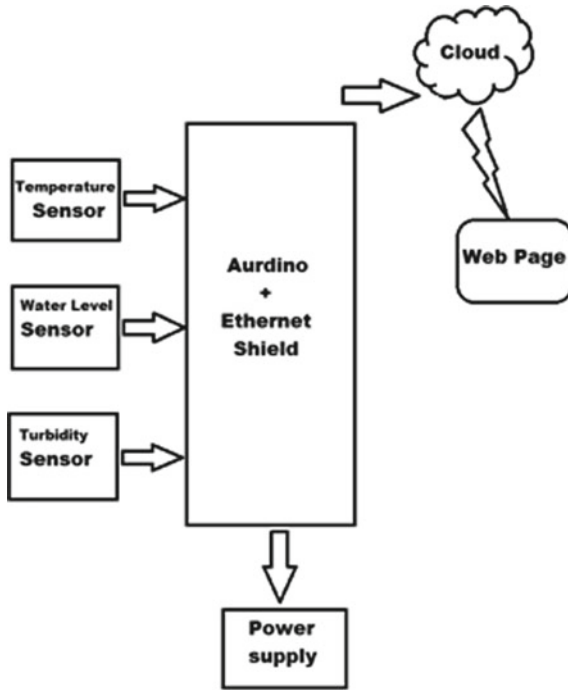 Cloud
Temperature
Sensor
Water Level
Sensor
Turbidity
Sensor
Aurdino
+
Ethernet
Shield
Web Page
Power
supply